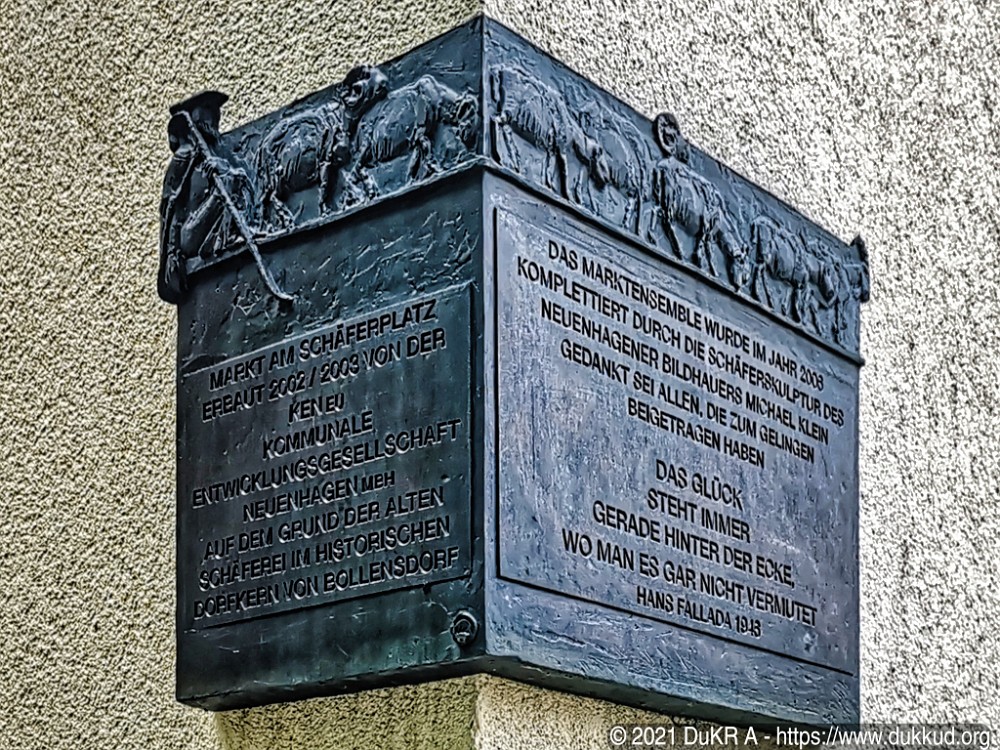 MARKT AM SCHÄFERPLATZ
ERBAUT 2002 / 2003 VON DER
KENEU
KOMMUNALE
ENTWICKLUNGSGESELLSCHAFT
NEUENHAGEN MBH
AUF DEM GRUND DER ALTEN
SCHÄFEREI IM HISTORISCHEN
DORFKERN VON BOLLENSDORF
DAS MARKTENSEMBLE WURDE IM JAHR 2003
KOMPLETTIERT DURCH DIE SCHÄFERSKULPTUR DES
NEUENHAGENER BILDHAUERS MICHAEL KLEIN
GEDANKT SEI ALLEN, DIE ZUM GELINGEN
BEIGETRAGEN HABEN
DAS GLÜCK
STEHT IMMER
GERADE HINTER DER ECKE,
WO MAN ES GAR NICHT VERMUTET
HANS FALLADA 1943
© 2021 DuKR A - https://www.dukkud.org